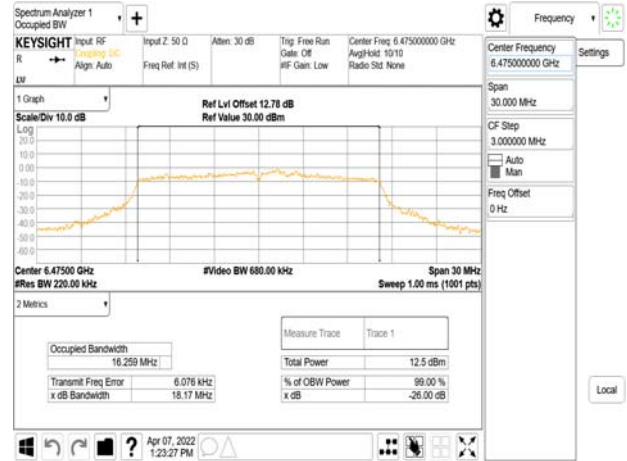 Spectrum Analyzer 1
Occupied BW
Frequency
KEYSIGHT Input: RF Input Z: 50 Ω Atten: 30 dB Trig: Free Run Center Freq: 6.475000000 GHz
R Coupling: DC Gate: Off Avg|Hold: 10/10
Align: Auto Freq Ref: Int (S) #IF Gain: Low Radio Std: None
LVI
Center Frequency
6.475000000 GHz
Settings
Span
30.000 MHz
CF Step
3.000000 MHz
Auto
Man
Freq Offset
0 Hz
Local
1 Graph
Ref Lvl Offset 12.78 dB
Scale/Div 10.0 dB Ref Value 30.00 dBm
Log
20.0
10.0
0.00
-10.0
-20.0
-30.0
-40.0
-50.0
-60.0
Center 6.47500 GHz #Video BW 680.00 kHz Span 30 MHz
#Res BW 220.00 kHz Sweep 1.00 ms (1001 pts)
2 Metrics
Measure Trace Trace 1
Occupied Bandwidth
16.259 MHz
Total Power 12.5 dBm
Transmit Freq Error 6.076 kHz % of OBW Power 99.00 %
x dB Bandwidth 18.17 MHz x dB -26.00 dB
Apr 07, 2022
1:23:27 PM